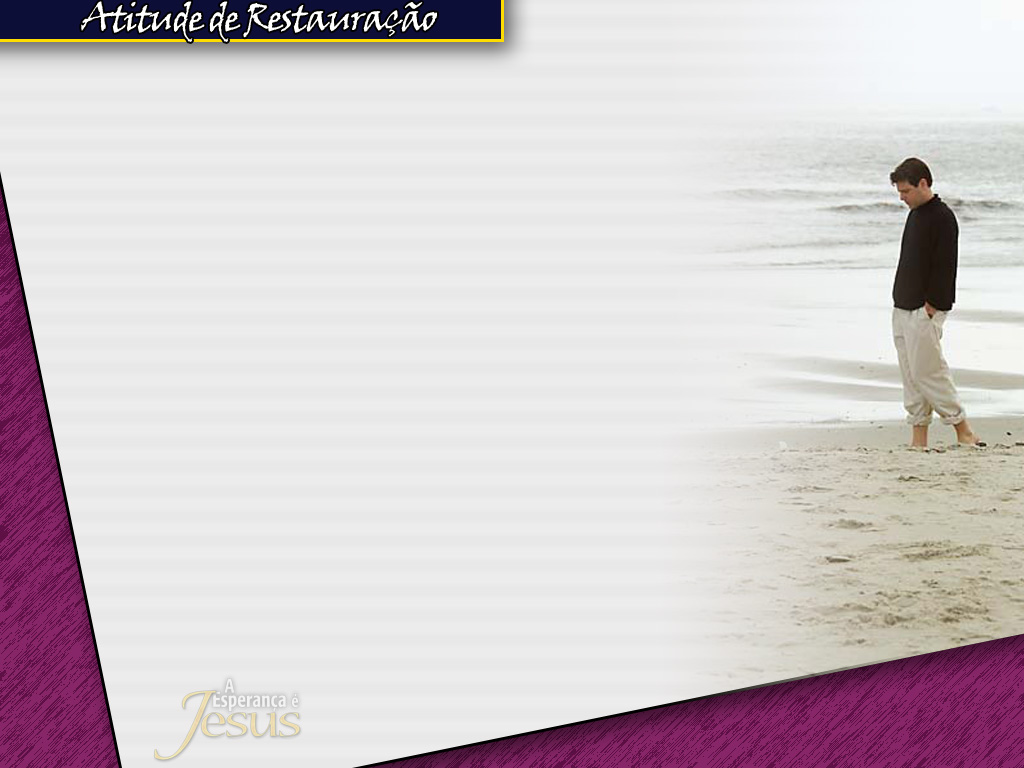 Atitude de Restauração
A
Esperança é
Jesus